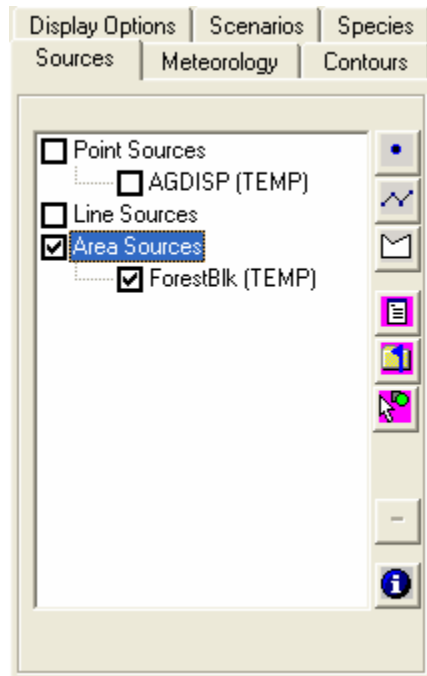 Display Options Scenarios Species
Sources Meteorology Contours
Point Sources
AGDISP (TEMP)
Line Sources
Area Sources
ForestBlk (TEMP)